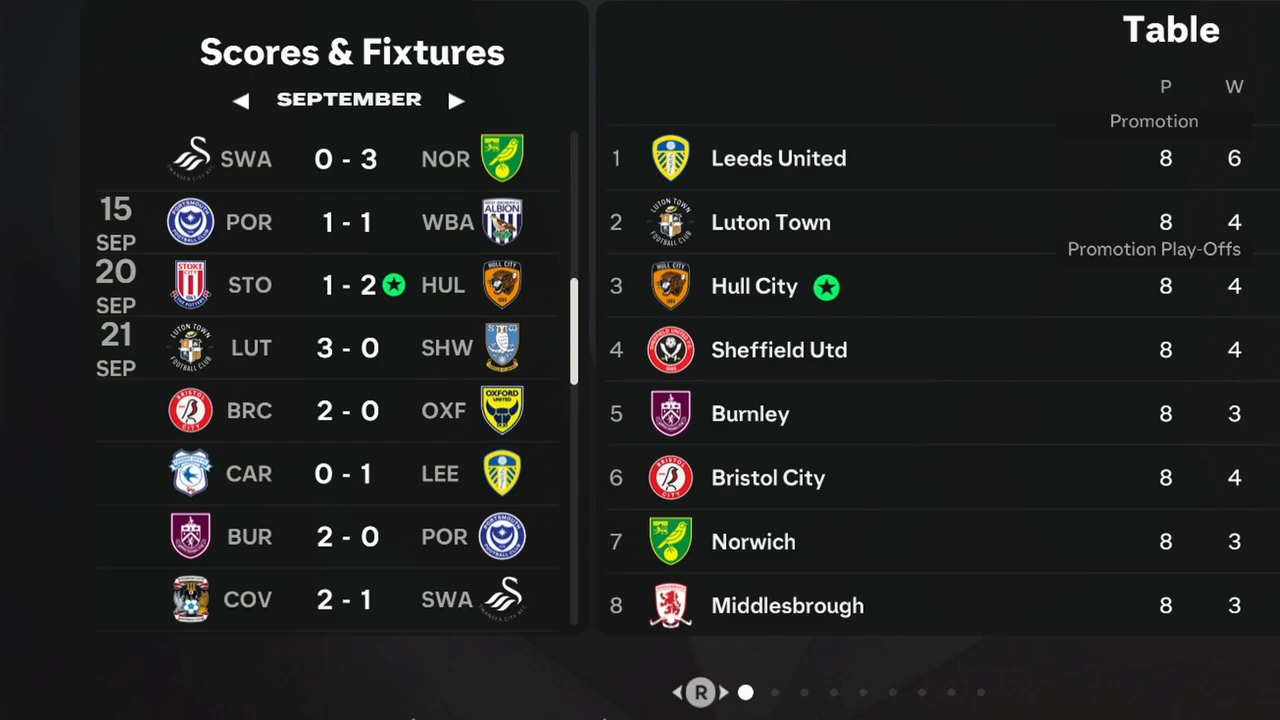 Scores & Fixtures
SEPTEMBER
SWA 0 - 3 NOR
15 SEP POR 1 - 1 WBA
20 SEP STO 1 - 2 HUL
21 SEP LUT 3 - 0 SHW
BRC 2 - 0 OXF
CAR 0 - 1 LEE
BUR 2 - 0 POR
COV 2 - 1 SWA
Table
P W
Promotion
1 Leeds United 8 6
2 Luton Town 8 4
Promotion Play-Offs
3 Hull City 8 4
4 Sheffield Utd 8 4
5 Burnley 8 3
6 Bristol City 8 4
7 Norwich 8 3
8 Middlesbrough 8 3
R